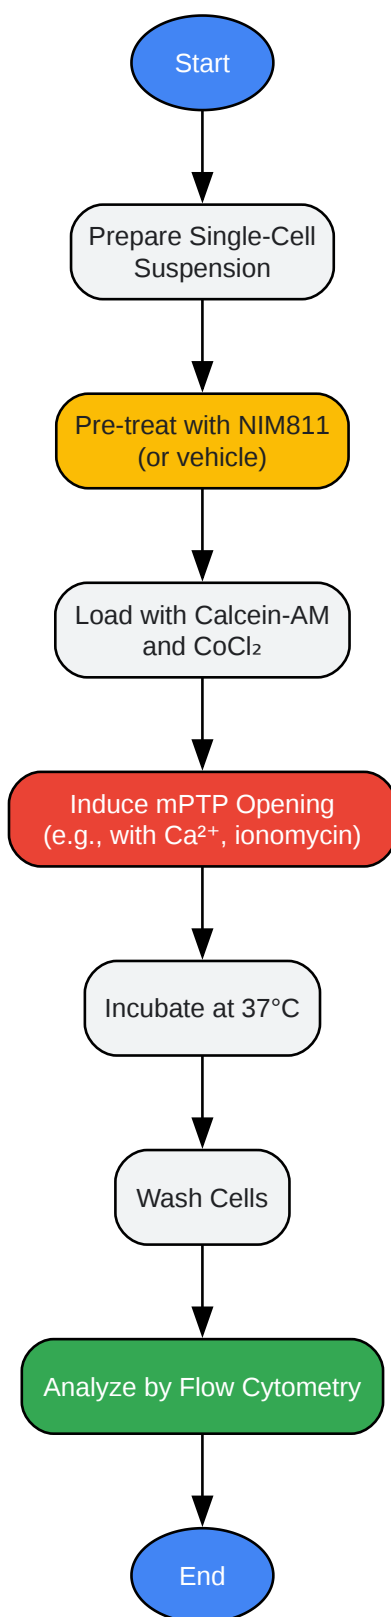 Start
Prepare Single-Cell
Suspension
Pre-treat with NIM811
(or vehicle)
Load with Calcein-AM
and CoCl₂
Induce mPTP Opening
(e.g., with Ca²⁺, ionomycin)
Incubate at 37°C
Wash Cells
Analyze by Flow Cytometry
End